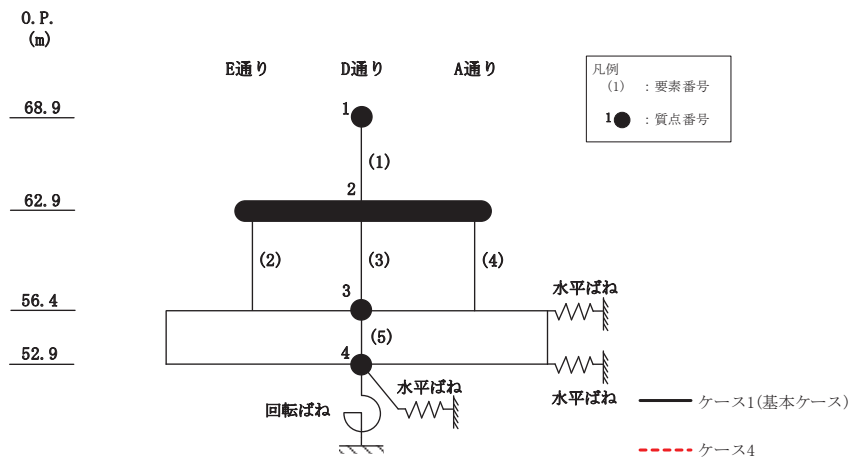 O.P.
(m)
E通り
D通り
A通り
凡例
(1) ：要素番号
1 ：質点番号
68.9
1
(1)
2
62.9
(2)
(3)
(4)
水平ばね
3
56.4
(5)
4
52.9
水平ばね
水平ばね
回転ばね
ケース1(基本ケース)
ケース4